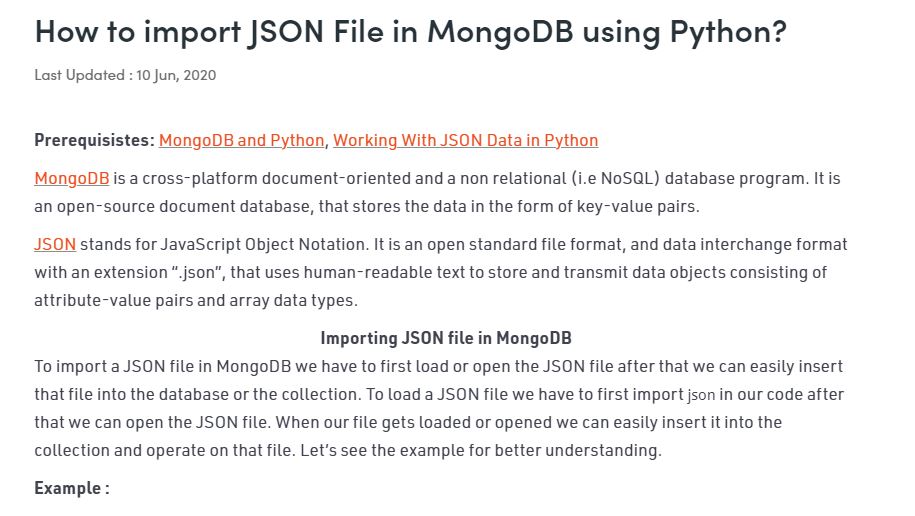 How to import JSON File in MongoDB using Python?
Last Updated : 10 Jun, 2020
Prerequisistes: MongoDB and Python, Working With JSON Data in Python
MongoDB is a cross-platform document-oriented and a non relational (i.e NoSQL) database program. It is
an open-source document database, that stores the data in the form of key-value pairs.
JSON stands for JavaScript Object Notation. It is an open standard file format, and data interchange format
with an extension “.json”, that uses human-readable text to store and transmit data objects consisting of
attribute-value pairs and array data types.
Importing JSON file in MongoDB
To import a JSON file in MongoDB we have to first load or open the JSON file after that we can easily insert
that file into the database or the collection. To load a JSON file we have to first import json in our code after
that we can open the JSON file. When our file gets loaded or opened we can easily insert it into the
collection and operate on that file. Let’s see the example for better understanding.
Example :